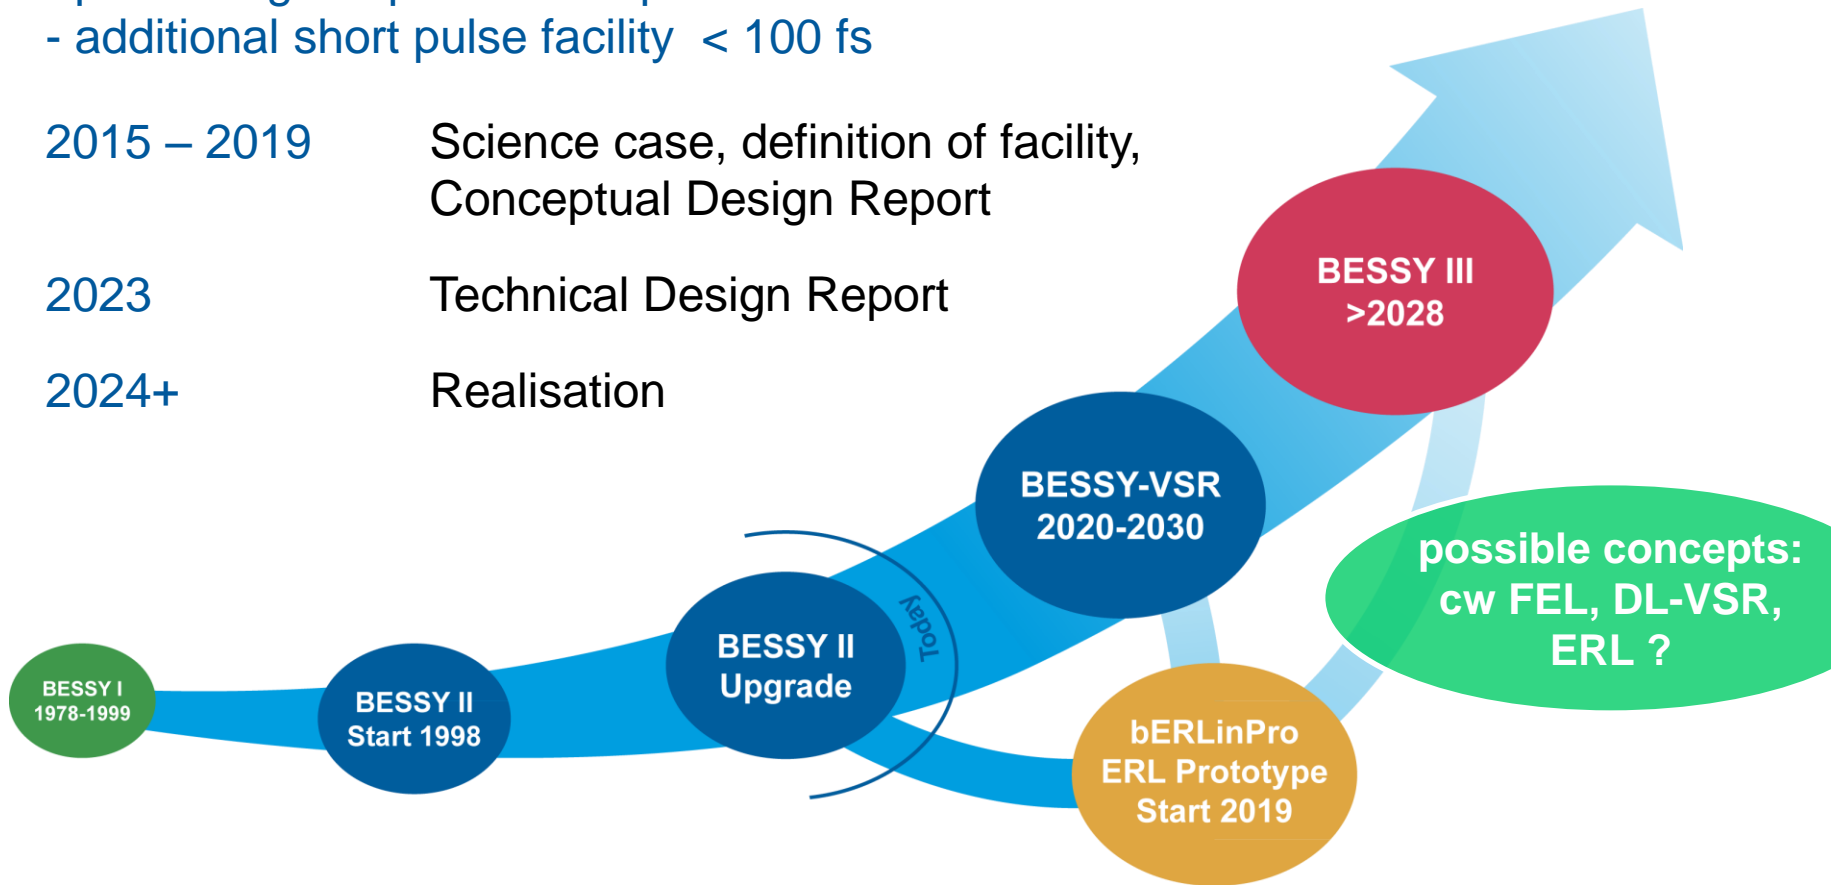 - additional short pulse facility < 100 fs
2015 – 2019 Science case, definition of facility,
Conceptual Design Report
2023 Technical Design Report
2024+ Realisation
BESSY III
>2028
BESSY-VSR
2020-2030
possible concepts:
cw FEL, DL-VSR,
ERL ?
Today
BESSY II
Upgrade
BESSY I
1978-1999
BESSY II
Start 1998
bERLinPro
ERL Prototype
Start 2019